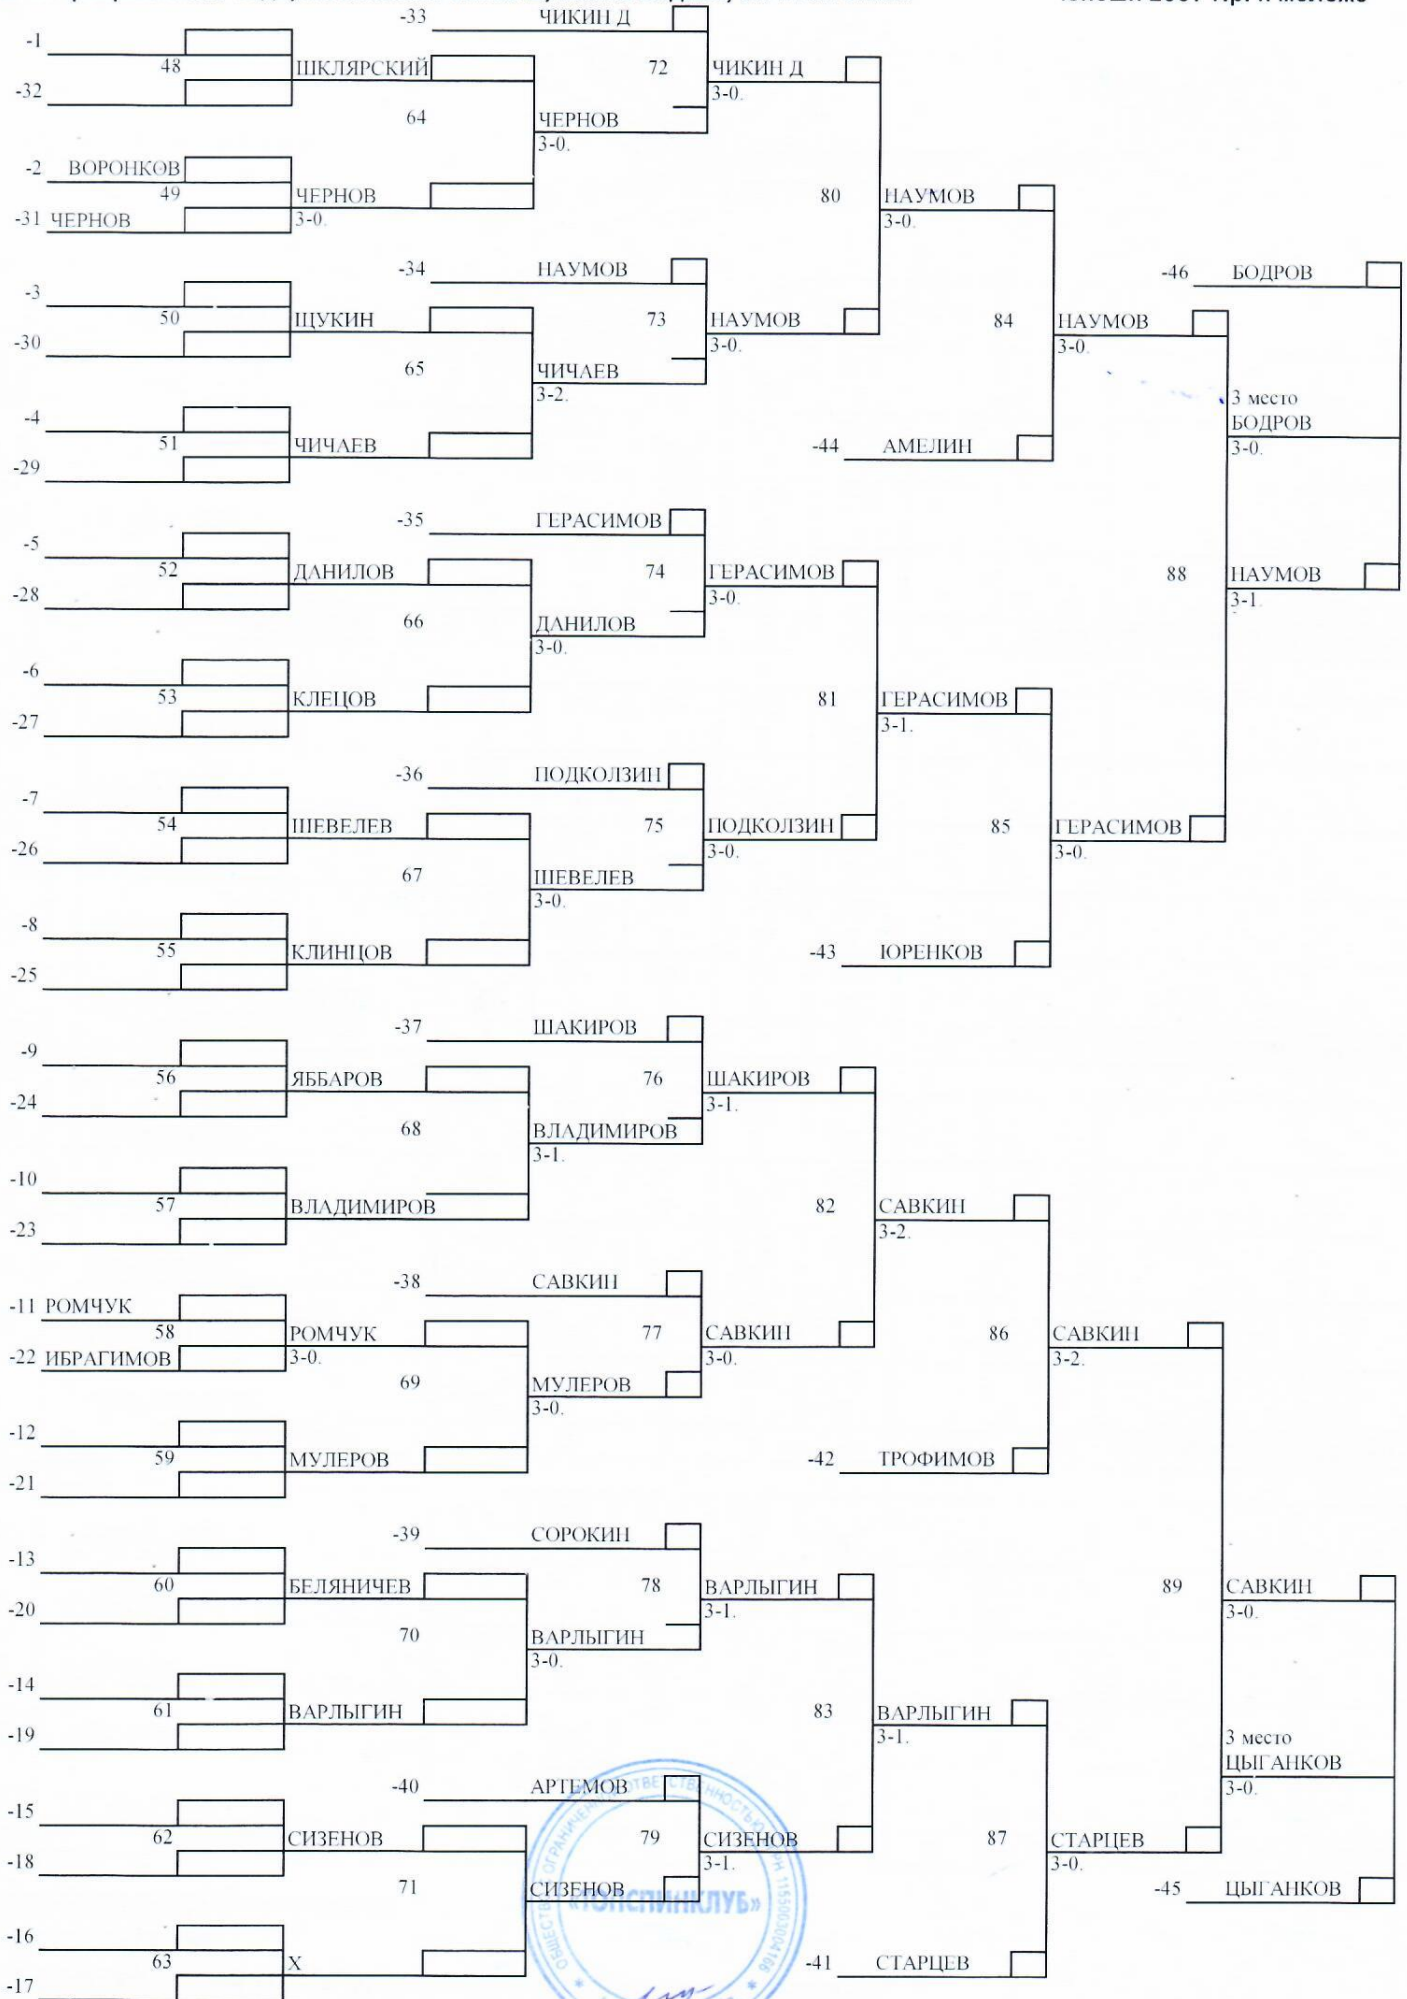 -33 ЧИКИН Д
-1
48 ШКЛЯРСКИЙ 72 ЧИКИН Д
-32 3-0.
64 ЧЕРНОВ
3-0.
-2 ВОРОНКОВ
49 ЧЕРНОВ 80 НАУМОВ
-31 ЧЕРНОВ 3-0. 3-0.
-34 НАУМОВ -46 БОДРОВ
-3
50 ЩУКИН 73 НАУМОВ 84 НАУМОВ
-30 3-0. 3-0.
65 ЧИЧАЕВ
3-2. 3 место
-4 БОДРОВ
51 ЧИЧАЕВ -44 АМЕЛИН 3-0.
-29
-35 ГЕРАСИМОВ
-5
52 ДАНИЛОВ 74 ГЕРАСИМОВ 88 НАУМОВ
-28 3-0. 3-1.
66 ДАНИЛОВ
3-0.
-6
53 КЛЕЦОВ 81 ГЕРАСИМОВ
-27 3-1.
-36 ПОДКОЛЗИН
-7
54 ШЕВЕЛЕВ 75 ПОДКОЛЗИН 85 ГЕРАСИМОВ
-26 3-0. 3-0.
67 ШЕВЕЛЕВ
3-0.
-8
55 КЛИНЦОВ -43 ЮРЕНКОВ
-25
-37 ШАКИРОВ
-9
56 ЯББАРОВ 76 ШАКИРОВ
-24 3-1.
68 ВЛАДИМИРОВ
3-1.
-10
57 ВЛАДИМИРОВ 82 САВКИН
-23 3-2.
-38 САВКИН
-11 РОМЧУК
58 РОМЧУК 77 САВКИН 86 САВКИН
-22 ИБРАГИМОВ 3-0. 3-0. 3-2.
69 МУЛЕРОВ
3-0.
-12
59 МУЛЕРОВ -42 ТРОФИМОВ
-21
-39 СОРОКИН
-13
60 БЕЛЯНИЧЕВ 78 ВАРЛЫГИН 89 САВКИН
-20 3-1. 3-0.
70 ВАРЛЫГИН
3-0.
-14
61 ВАРЛЫГИН 83 ВАРЛЫГИН
-19 3-1. 3 место
ЦЫГАНКОВ
-40 АРТЕМОВ 3-0.
-15
62 СИЗЕНОВ 79 СИЗЕНОВ 87 СТАРЦЕВ
-18 3-1. 3-0.
71 СИЗЕНОВ -45 ЦЫГАНКОВ
«ТОПСПИНКЛУБ»
-16
63 Х -41 СТАРЦЕВ
-17